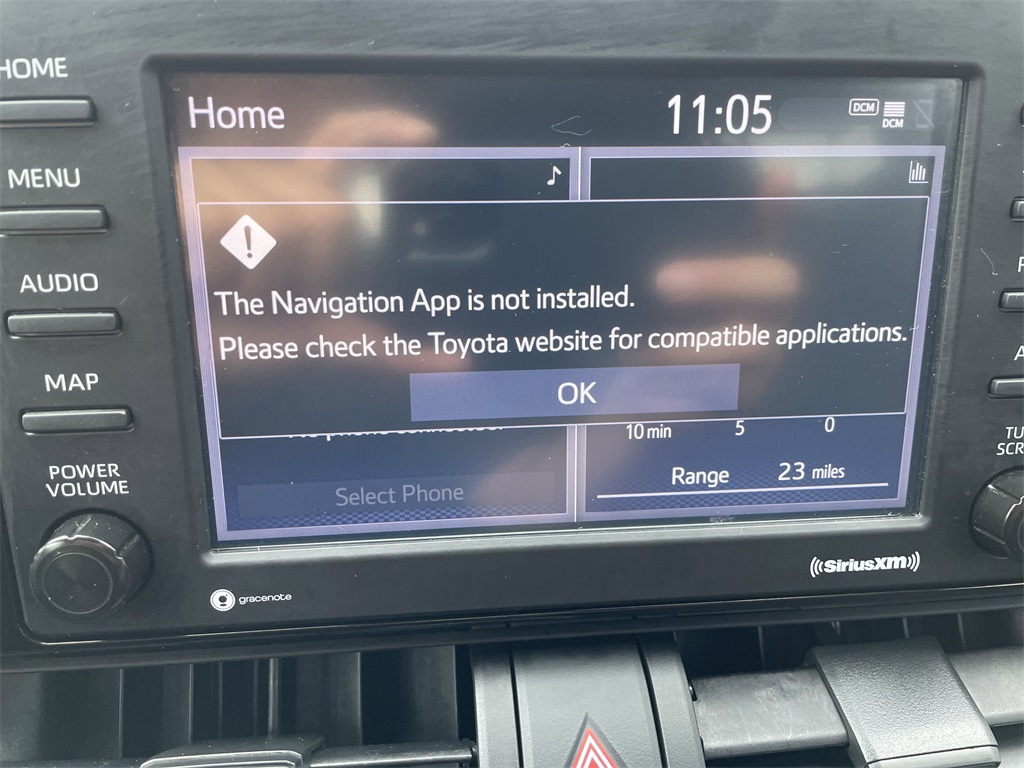 HOME
MENU
AUDIO
MAP
POWER
VOLUME
Home
11:05
DCM
DCM
The Navigation App is not installed.
Please check the Toyota website for compatible applications.
OK
Select Phone
10 min 5 0
Range 23 miles
gracenote
SiriusXM